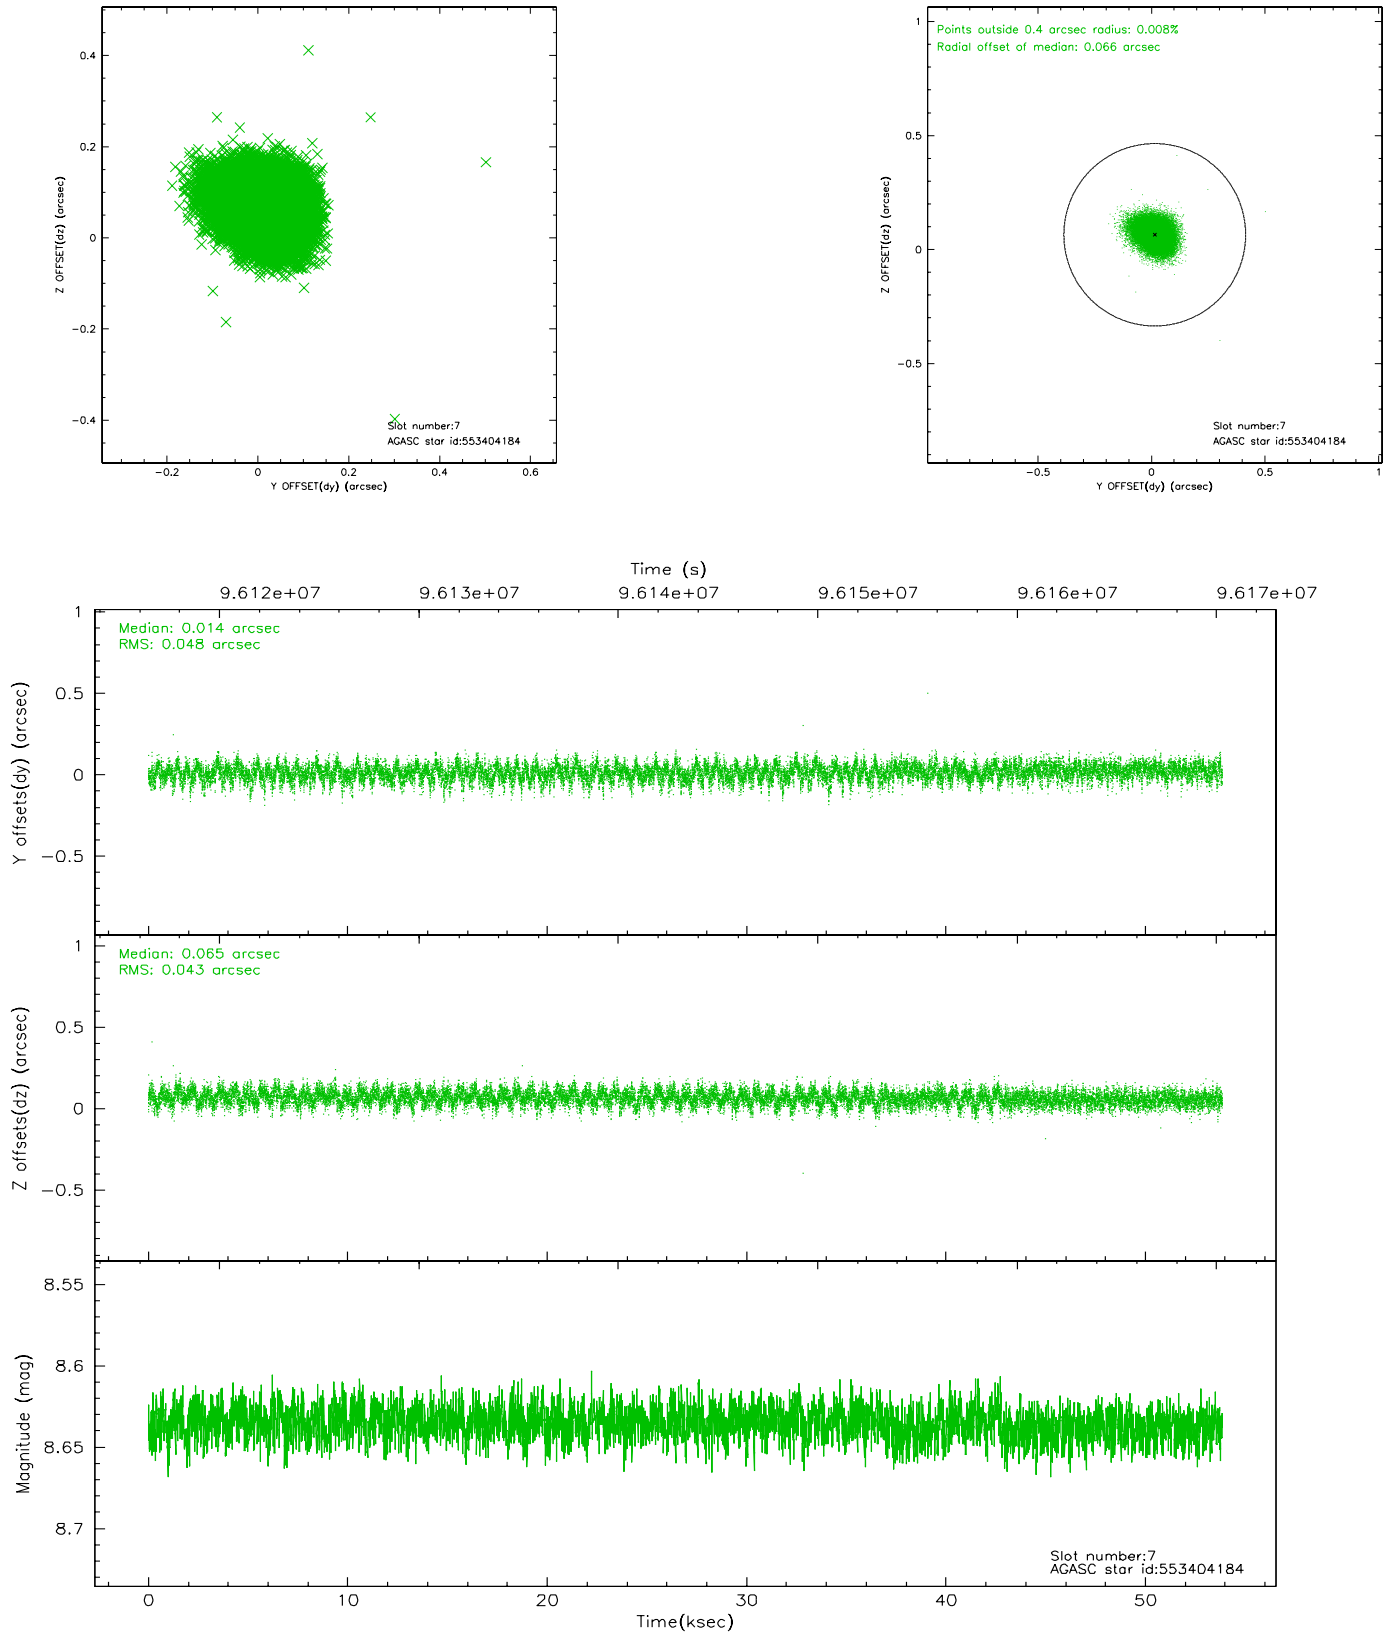 0.4
0.2
0
−0.2
−0.4
Z OFFSET(dz) (arcsec)
−0.2 0 0.2 0.4 0.6
Y OFFSET(dy) (arcsec)
Slot number:7
AGASC star id:553404184
Points outside 0.4 arcsec radius: 0.008%
Radial offset of median: 0.066 arcsec
1
0.5
0
−0.5
Z OFFSET(dz) (arcsec)
−0.5 0 0.5 1
Y OFFSET(dy) (arcsec)
Slot number:7
AGASC star id:553404184
Time (s)
9.612e+07 9.613e+07 9.614e+07 9.615e+07 9.616e+07 9.617e+07
Median: 0.014 arcsec
RMS: 0.048 arcsec
1
0.5
0
−0.5
Y offsets(dy) (arcsec)
Median: 0.065 arcsec
RMS: 0.043 arcsec
1
0.5
0
−0.5
Z offsets(dz) (arcsec)
8.55
8.6
8.65
8.7
Magnitude (mag)
Slot number:7
AGASC star id:553404184
0 10 20 30 40 50
Time(ksec)